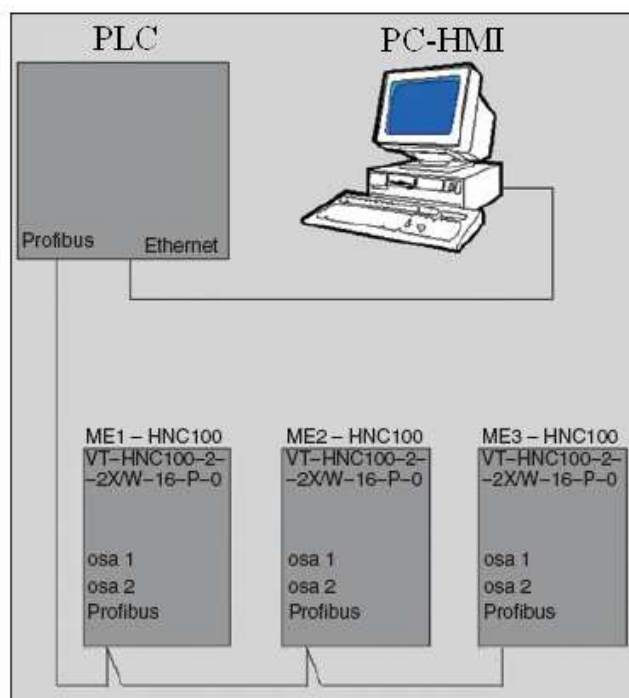 PLC
PC-HMI
Profibus
Ethernet
ME1 – HNC100
VT–HNC100–2–
–2X/W–16–P–0
osa 1
osa 2
Profibus
ME2 – HNC100
VT–HNC100–2–
–2X/W–16–P–0
osa 1
osa 2
Profibus
ME3 – HNC100
VT–HNC100–2–
–2X/W–16–P–0
osa 1
osa 2
Profibus